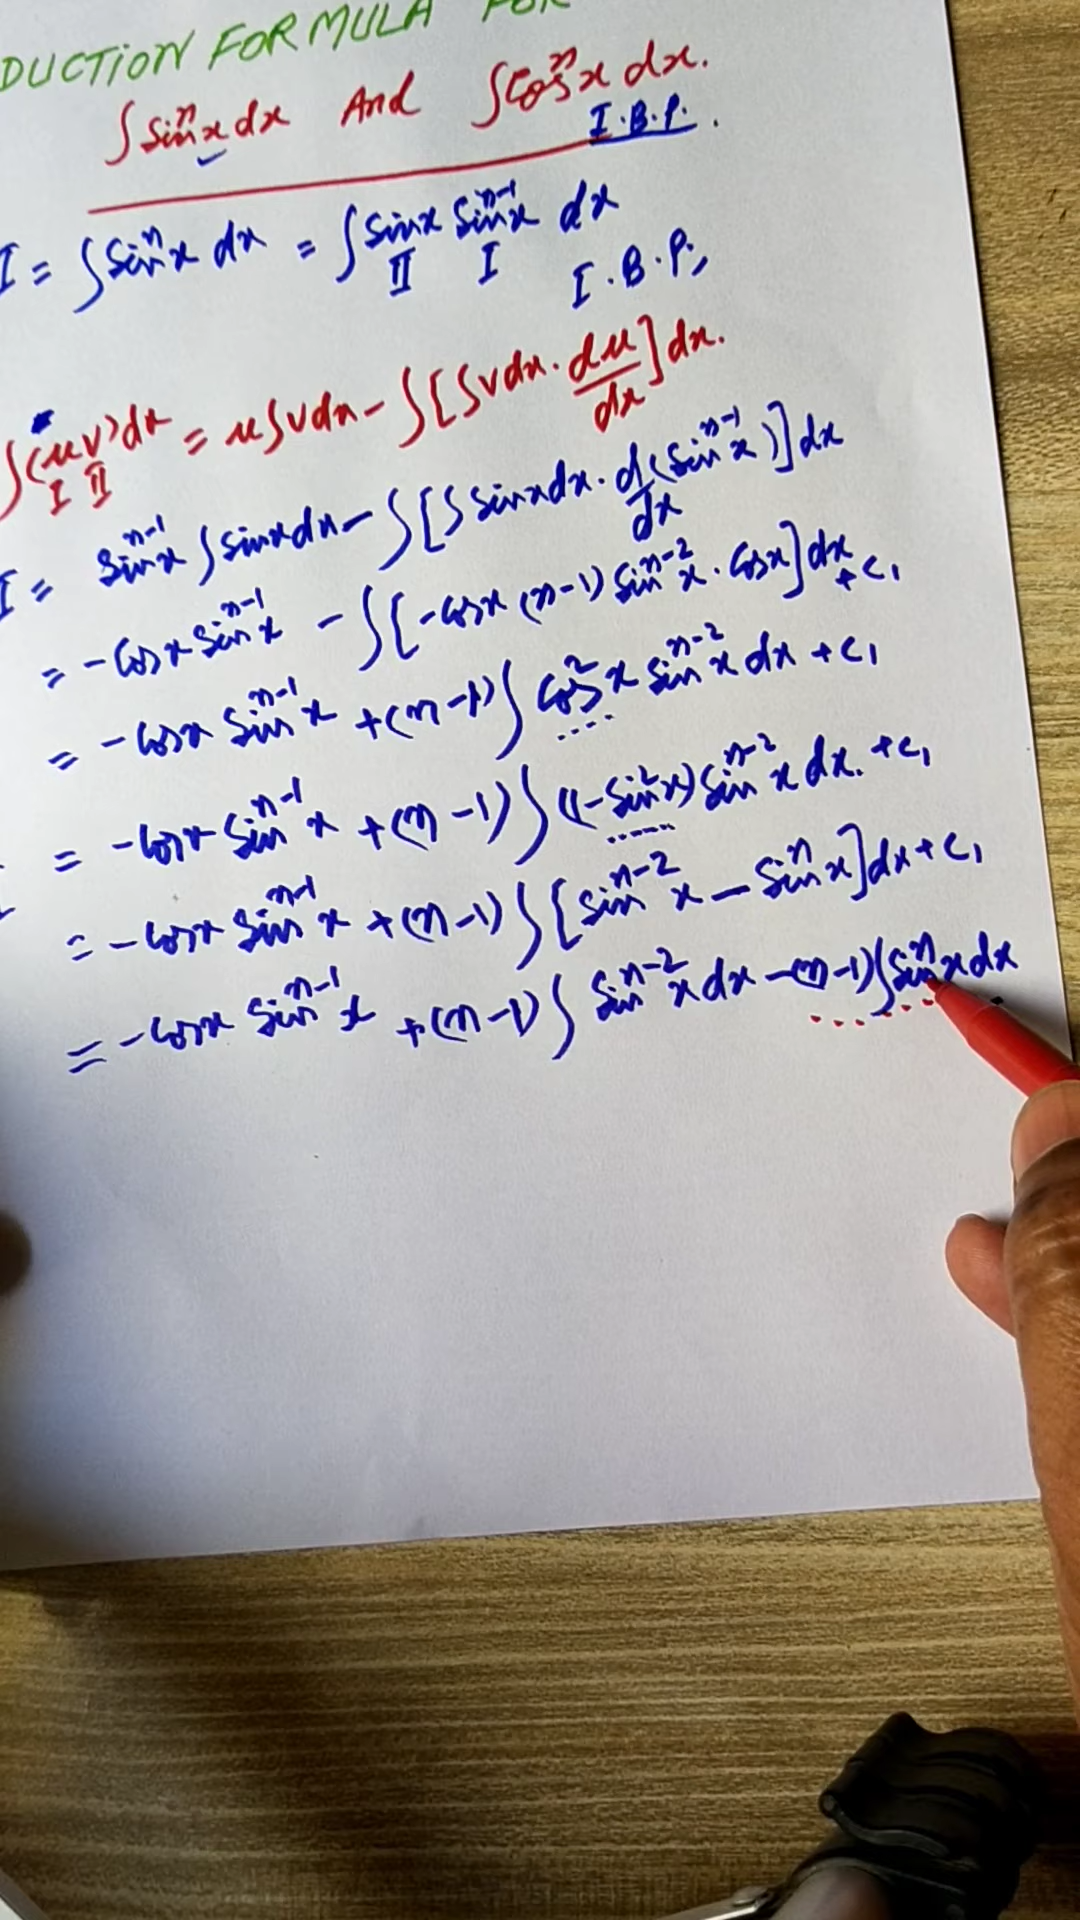 DUCTION FORMULA FOR
∫sinⁿx dx And ∫Cosⁿx dx.
I.B.P.
I = ∫Sinⁿx dx = ∫Sinx Sinⁿ⁻¹x dx
II I I.B.P,
∫(uv)dx = u∫vdx - ∫[∫vdx. du/dx]dx.
I II
I = Sinⁿ⁻¹x ∫sinxdx - ∫[∫sinxdx. d/dx(Sinⁿ⁻¹x)]dx
= -Cosx Sinⁿ⁻¹x - ∫[-cosx (n-1) Sinⁿ⁻²x. Cosx]dx + C₁
= -Cosx Sinⁿ⁻¹x +(n-1)∫Cos²x Sinⁿ⁻²x dx + C₁
= -Cosx Sinⁿ⁻¹x +(n-1)∫(1-Sin²x)Sinⁿ⁻²x dx. + C₁
= -Cosx Sinⁿ⁻¹x +(n-1)∫[Sinⁿ⁻²x - Sinⁿx]dx + C₁
= -Cosx Sinⁿ⁻¹x +(n-1)∫Sinⁿ⁻²x dx -(n-1)∫Sinⁿx dx